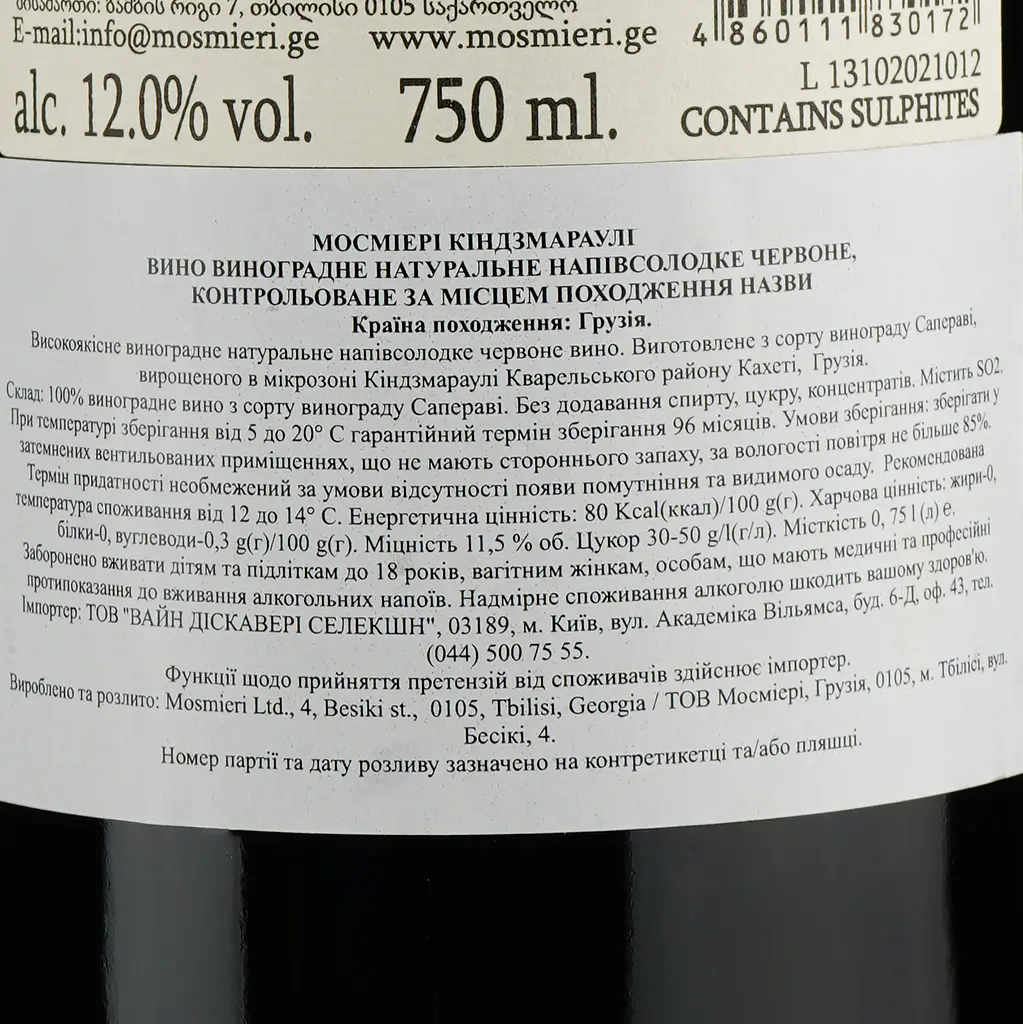 მისამართი: ბამბის რიგი 7, თბილისი 0105 საქართველო
E-mail:info@mosmieri.ge www.mosmieri.ge
4 860111 830172
L 13102021012
alc. 12.0% vol. 750 ml. CONTAINS SULPHITES
МОСМІЕРІ КІНДЗМАРАУЛІ
ВИНО ВИНОГРАДНЕ НАТУРАЛЬНЕ НАПІВСОЛОДКЕ ЧЕРВОНЕ,
КОНТРОЛЬОВАНЕ ЗА МІСЦЕМ ПОХОДЖЕННЯ НАЗВИ
Країна походження: Грузія.
Високоякісне виноградне натуральне напівсолодке червоне вино. Виготовлене з сорту винограду Сапераві,
вирощеного в мікрозоні Кіндзмараулі Кварельського району Кахеті, Грузія.
Склад: 100% виноградне вино з сорту винограду Сапераві. Без додавання спирту, цукру, концентратів. Містить SO2.
При температурі зберігання від 5 до 20° С гарантійний термін зберігання 96 місяців. Умови зберігання: зберігати у
затемнених вентильованих приміщеннях, що не мають стороннього запаху, за вологості повітря не більше 85%.
Термін придатності необмежений за умови відсутності появи помутніння та видимого осаду. Рекомендована
температура споживання від 12 до 14° С. Енергетична цінність: 80 Kcal(ккал)/100 g(г). Харчова цінність: жири-0,
білки-0, вуглеводи-0,3 g(г)/100 g(г). Міцність 11,5 % об. Цукор 30-50 g/l(г/л). Місткість 0, 75 l (л) е.
Заборонено вживати дітям та підліткам до 18 років, вагітним жінкам, особам, що мають медичні та професійні
протипоказання до вживання алкогольних напоїв. Надмірне споживання алкоголю шкодить вашому здоров'ю.
Імпортер: ТОВ "ВАЙН ДІСКАВЕРІ СЕЛЕКШН", 03189, м. Київ, вул. Академіка Вільямса, буд. 6-Д, оф. 43, тел.
(044) 500 75 55.
Функції щодо прийняття претензій від споживачів здійснює імпортер.
Вироблено та розлито: Mosmieri Ltd., 4, Besiki st., 0105, Tbilisi, Georgia / ТОВ Мосмієрі, Грузія, 0105, м. Тбілісі, вул.
Бесікі, 4.
Номер партії та дату розливу зазначено на контретикетці та/або пляшці.